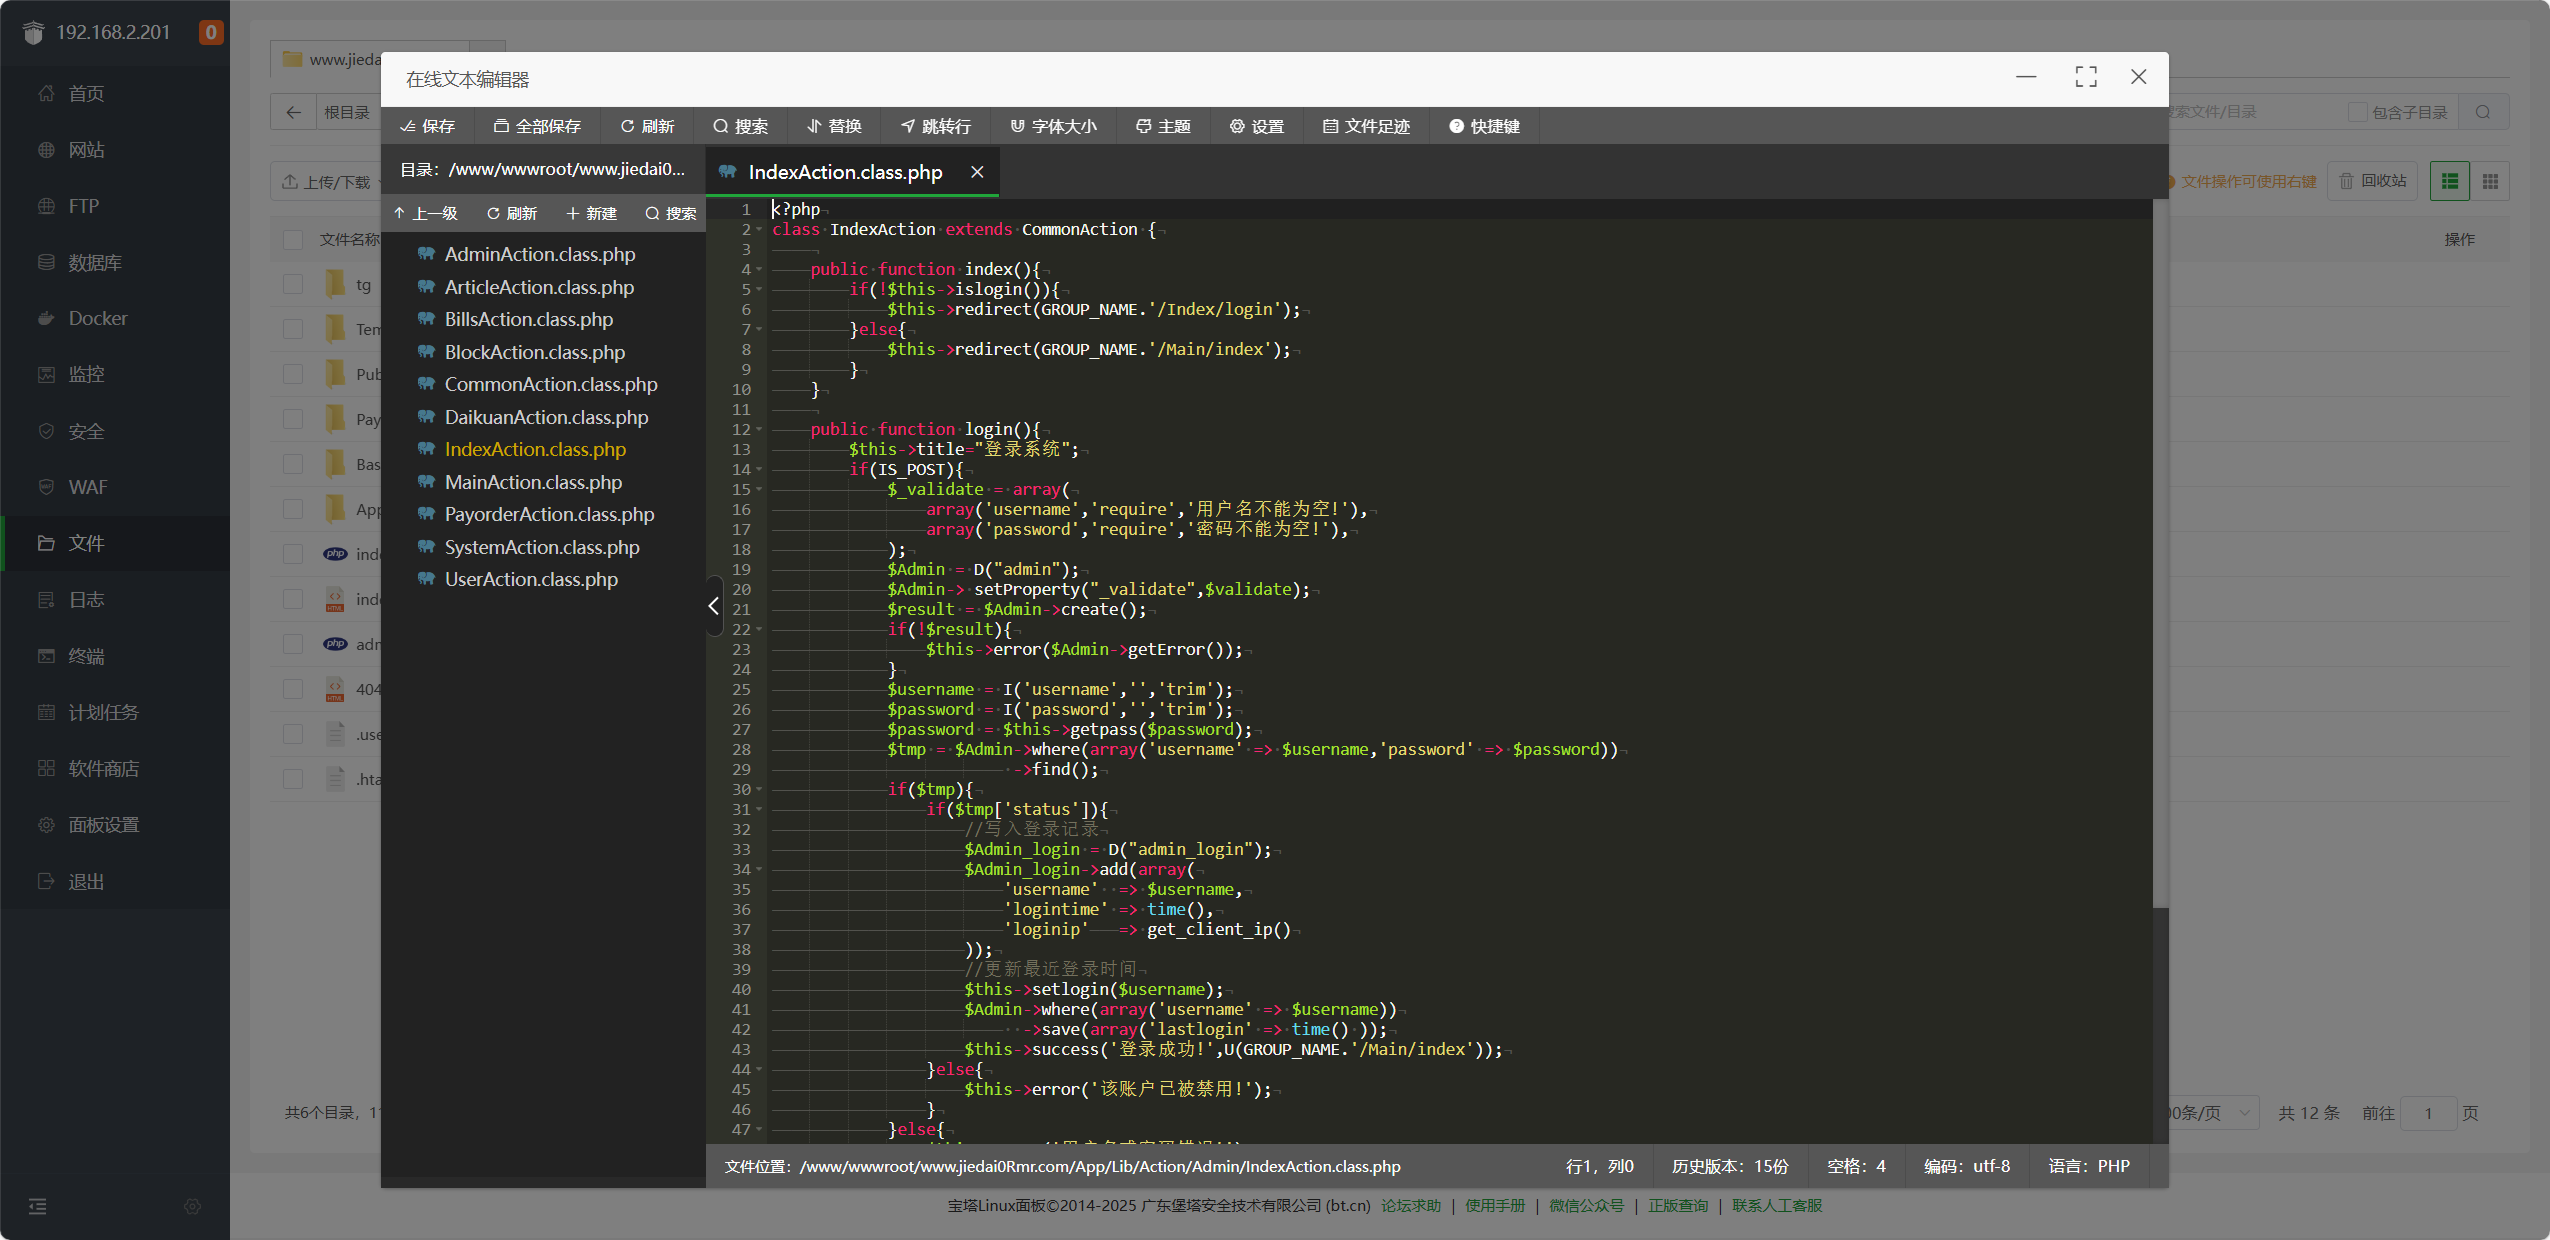 192.168.2.201
0
首页
网站
FTP
数据库
Docker
监控
安全
WAF
文件
日志
终端
计划任务
软件商店
面板设置
退出
www.jieda
根目录
上传/下载
文件名称
tg
Tem
Pub
Pay
Bas
App
inde
inde
adn
404
.use
.hta
共6个目录，1
搜索文件/目录
包含子目录
文件操作可使用右键
回收站
操作
00条/页
共 12 条
前往
1
页
在线文本编辑器
保存
全部保存
刷新
搜索
替换
跳转行
字体大小
主题
设置
文件足迹
快捷键
目录：/www/wwwroot/www.jiedai0...
上一级
刷新
新建
搜索
AdminAction.class.php
ArticleAction.class.php
BillsAction.class.php
BlockAction.class.php
CommonAction.class.php
DaikuanAction.class.php
IndexAction.class.php
MainAction.class.php
PayorderAction.class.php
SystemAction.class.php
UserAction.class.php
IndexAction.class.php
1 <?php
2 class IndexAction extends CommonAction {
3
4 public function index(){
5 if(!$this->islogin()){
6 $this->redirect(GROUP_NAME.'/Index/login');
7 }else{
8 $this->redirect(GROUP_NAME.'/Main/index');
9 }
10 }
11
12 public function login(){
13 $this->title="登录系统";
14 if(IS_POST){
15 $_validate = array(
16 array('username','require','用户名不能为空!'),
17 array('password','require','密码不能为空!'),
18 );
19 $Admin = D("admin");
20 $Admin-> setProperty("_validate",$validate);
21 $result = $Admin->create();
22 if(!$result){
23 $this->error($Admin->getError());
24 }
25 $username = I('username','','trim');
26 $password = I('password','','trim');
27 $password = $this->getpass($password);
28 $tmp = $Admin->where(array('username' => $username,'password' => $password))
29 ->find();
30 if($tmp){
31 if($tmp['status']){
32 //写入登录记录
33 $Admin_login = D("admin_login");
34 $Admin_login->add(array(
35 'username' => $username,
36 'logintime' => time(),
37 'loginip' => get_client_ip()
38 ));
39 //更新最近登录时间
40 $this->setlogin($username);
41 $Admin->where(array('username' => $username))
42 ->save(array('lastlogin' => time() ));
43 $this->success('登录成功!',U(GROUP_NAME.'/Main/index'));
44 }else{
45 $this->error('该账户已被禁用!');
46 }
47 }else{
文件位置：/www/wwwroot/www.jiedai0Rmr.com/App/Lib/Action/Admin/IndexAction.class.php
行1，列0
历史版本：15份
空格：4
编码：utf-8
语言：PHP
宝塔Linux面板©2014-2025 广东堡塔安全技术有限公司 (bt.cn) 论坛求助 | 使用手册 | 微信公众号 | 正版查询 | 联系人工客服